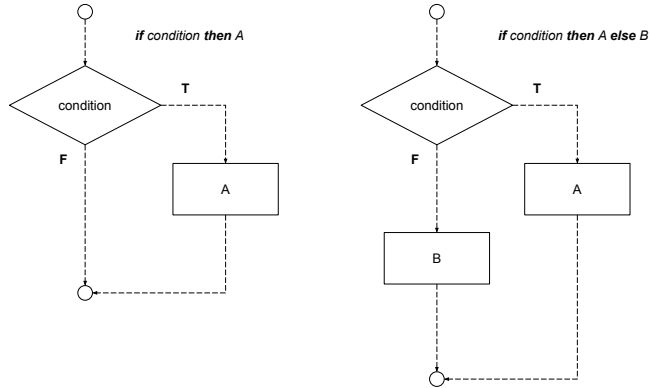 if condition then A
condition
T
F
A
if condition then A else B
condition
T
F
A
B